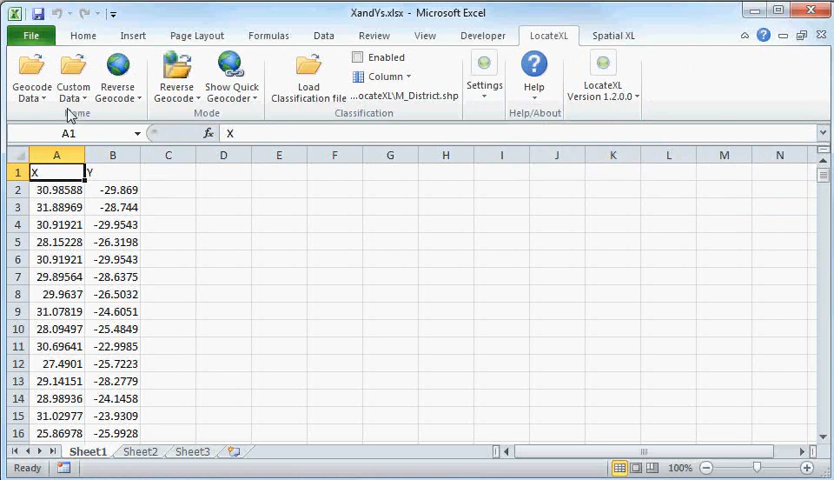 XandYs.xlsx - Microsoft Excel
File Home Insert Page Layout Formulas Data Review View Developer LocateXL Spatial XL
Geocode Data Custom Data Reverse Geocode Reverse Geocode Show Quick Geocoder Load Classification file Enabled Column ...ocateXL\M_District.shp Settings Help LocateXL Version 1.2.0.0
Mode Classification Help/About
A1 fx X
A B C D E F G H I J K L M N
1 X Y
2 30.98588 -29.869
3 31.88969 -28.744
4 30.91921 -29.9543
5 28.15228 -26.3198
6 30.91921 -29.9543
7 29.89564 -28.6375
8 29.9637 -26.5032
9 31.07819 -24.6051
10 28.09497 -25.4849
11 30.69641 -22.9985
12 27.4901 -25.7223
13 29.14151 -28.2779
14 28.98936 -24.1458
15 31.02977 -23.9309
16 25.86978 -25.9928
Sheet1 Sheet2 Sheet3
Ready 100%